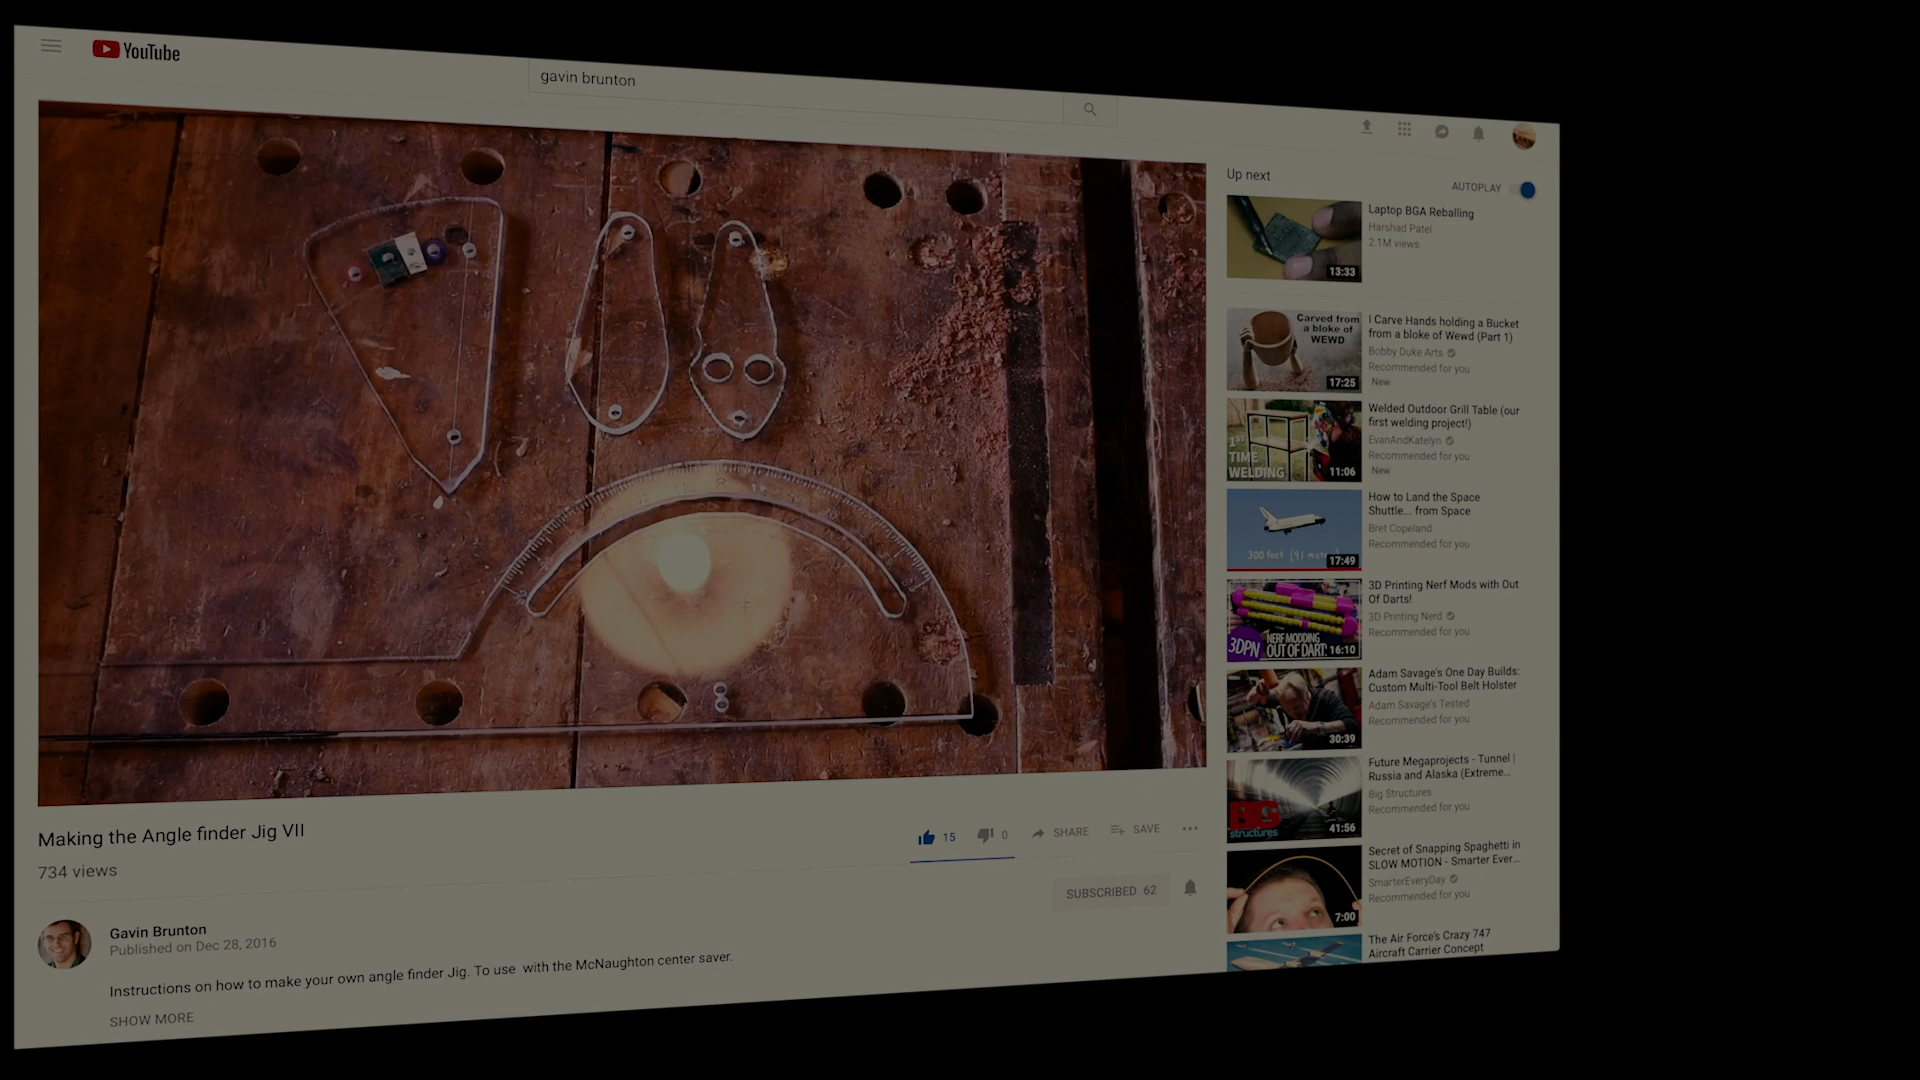 YouTube
gavin brunton
Up next
AUTOPLAY
Laptop BGA Reballing
Harshad Patel
2.1M views
13:33
Carved from
a bloke of
WEWD
17:25
I Carve Hands holding a Bucket
from a bloke of Wewd (Part 1)
Bobby Duke Arts
Recommended for you
New
1ST
TIME
WELDING
11:06
Welded Outdoor Grill Table (our
first welding project!)
EvanAndKatelyn
Recommended for you
New
300 feet (91
17:49
How to Land the Space
Shuttle... from Space
Bret Copeland
Recommended for you
3DPN
NERF MODDING
OUT OF DART
16:10
3D Printing Nerf Mods with Out
Of Darts!
3D Printing Nerd
Recommended for you
30:39
Adam Savage's One Day Builds:
Custom Multi-Tool Belt Holster
Adam Savage's Tested
Recommended for you
structures
41:56
Future Megaprojects - Tunnel |
Russia and Alaska (Extreme...
Big Structures
Recommended for you
7:00
Secret of Snapping Spaghetti in
SLOW MOTION - Smarter Ever...
SmarterEveryDay
Recommended for you
The Air Force's Crazy 747
Aircraft Carrier Concept
Making the Angle finder Jig VII
734 views
15
0
SHARE
SAVE
SUBSCRIBED 62
Gavin Brunton
Published on Dec 28, 2016
Instructions on how to make your own angle finder Jig. To use with the McNaughton center saver.
SHOW MORE